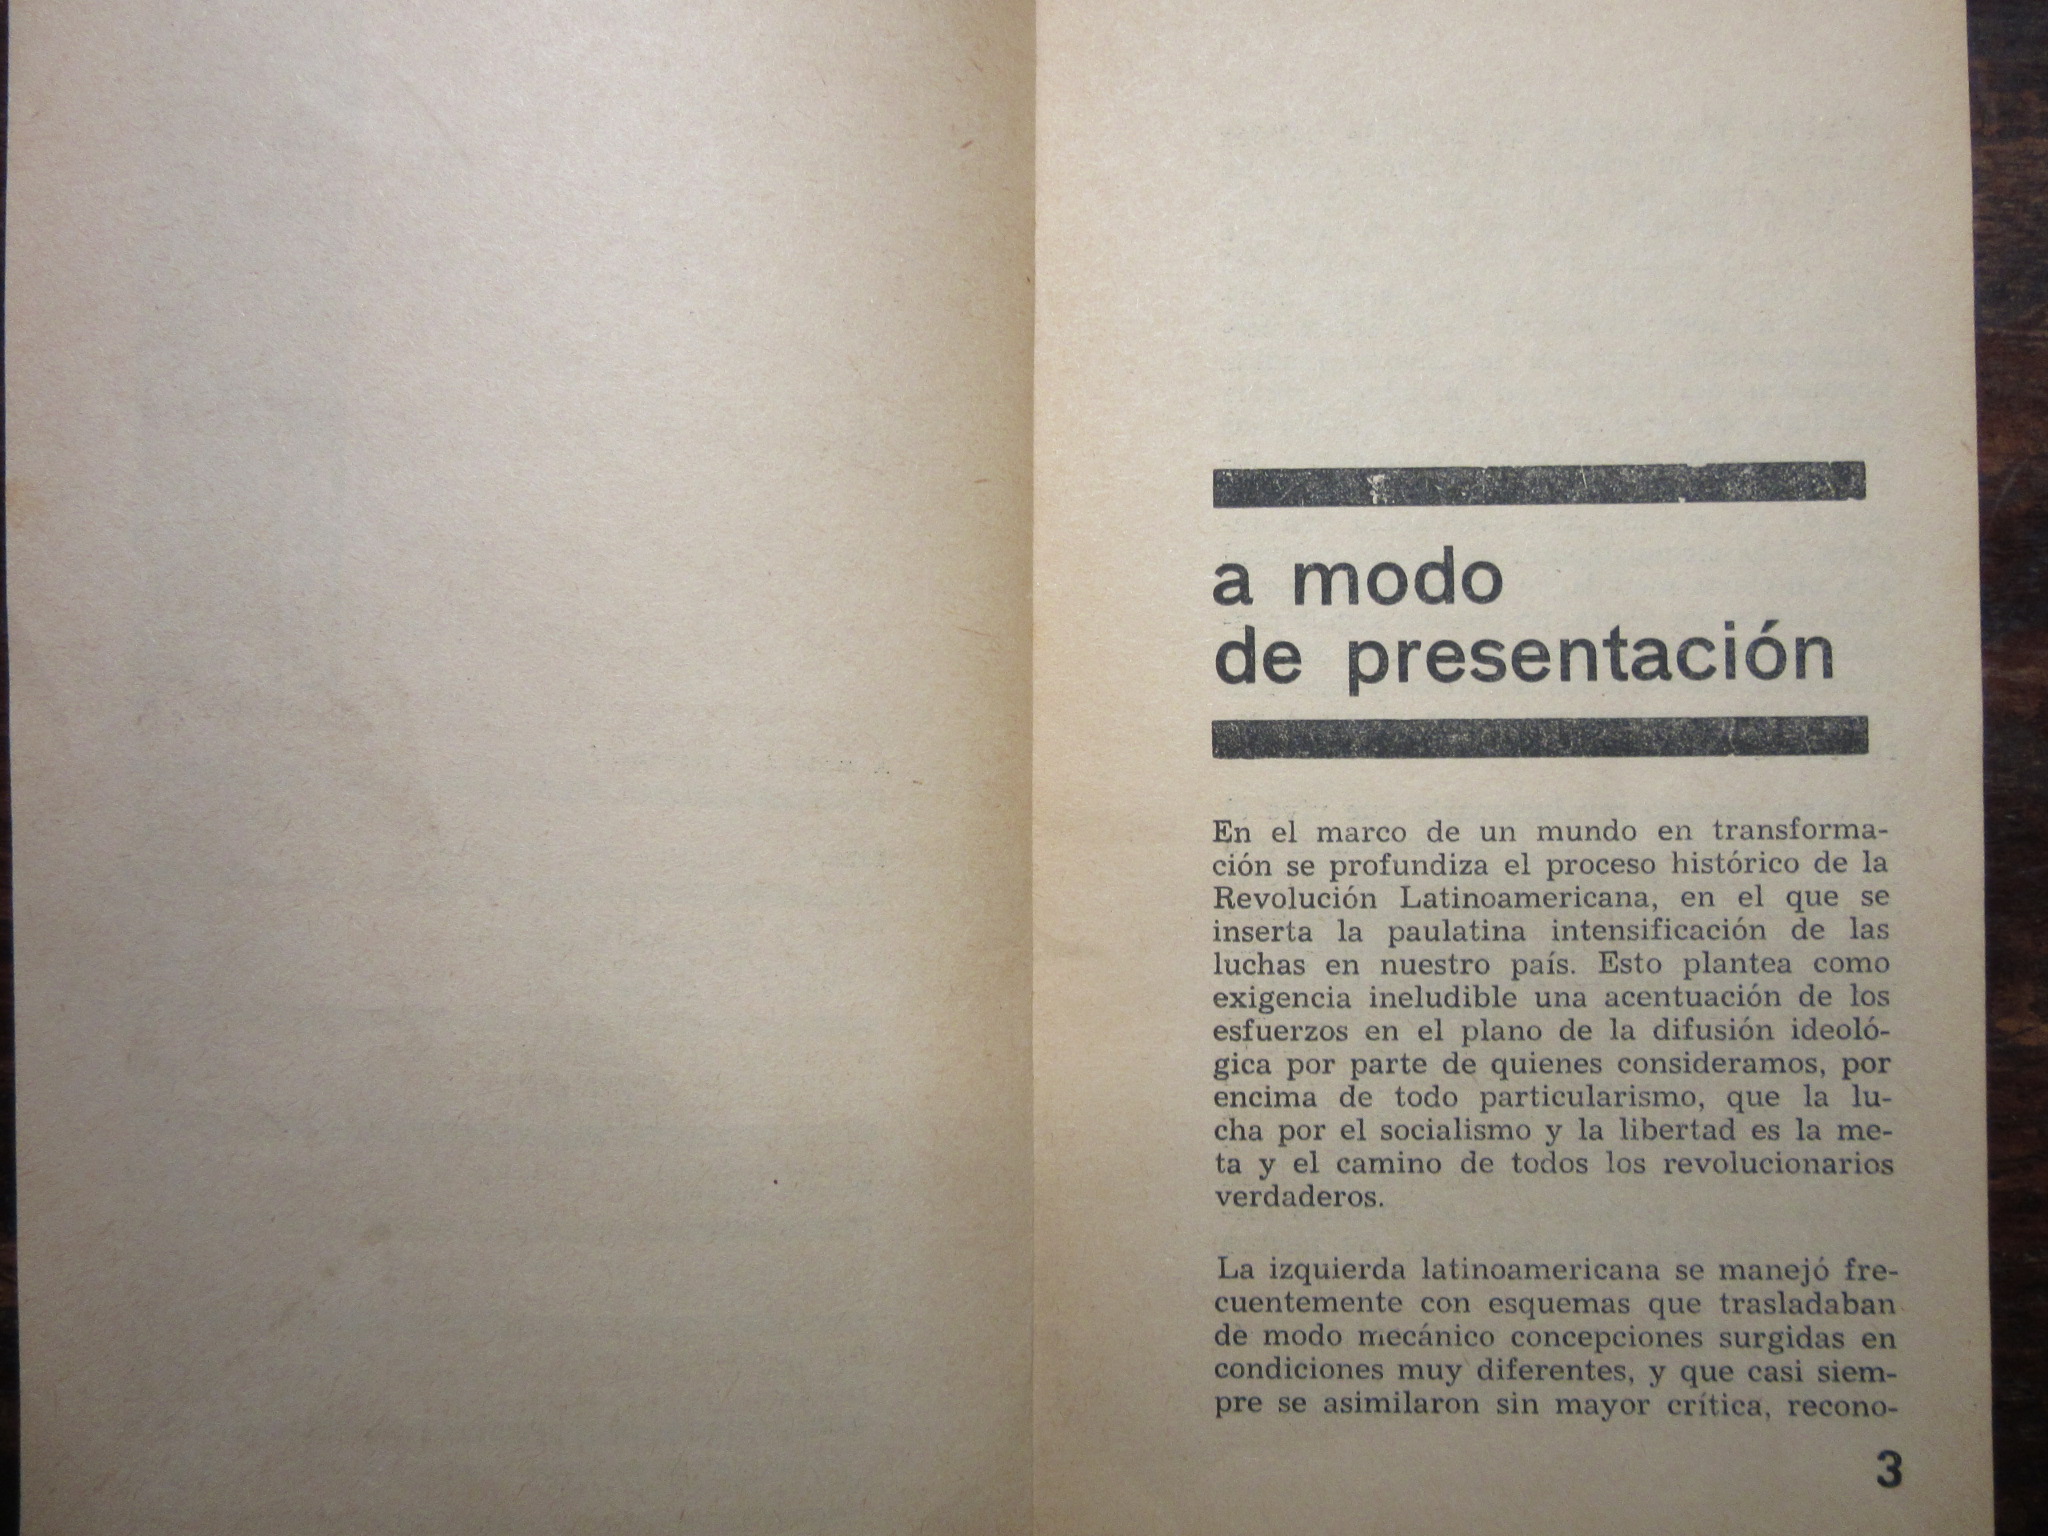 a modo
de presentación
En el marco de un mundo en transforma-
ción se profundiza el proceso histórico de la
Revolución Latinoamericana, en el que se
inserta la paulatina intensificación de las
luchas en nuestro país. Esto plantea como
exigencia ineludible una acentuación de los
esfuerzos en el plano de la difusión ideoló-
gica por parte de quienes consideramos, por
encima de todo particularismo, que la lu-
cha por el socialismo y la libertad es la me-
ta y el camino de todos los revolucionarios
verdaderos.
La izquierda latinoamericana se manejó fre-
cuentemente con esquemas que trasladaban
de modo mecánico concepciones surgidas en
condiciones muy diferentes, y que casi siem-
pre se asimilaron sin mayor crítica, recono-
3